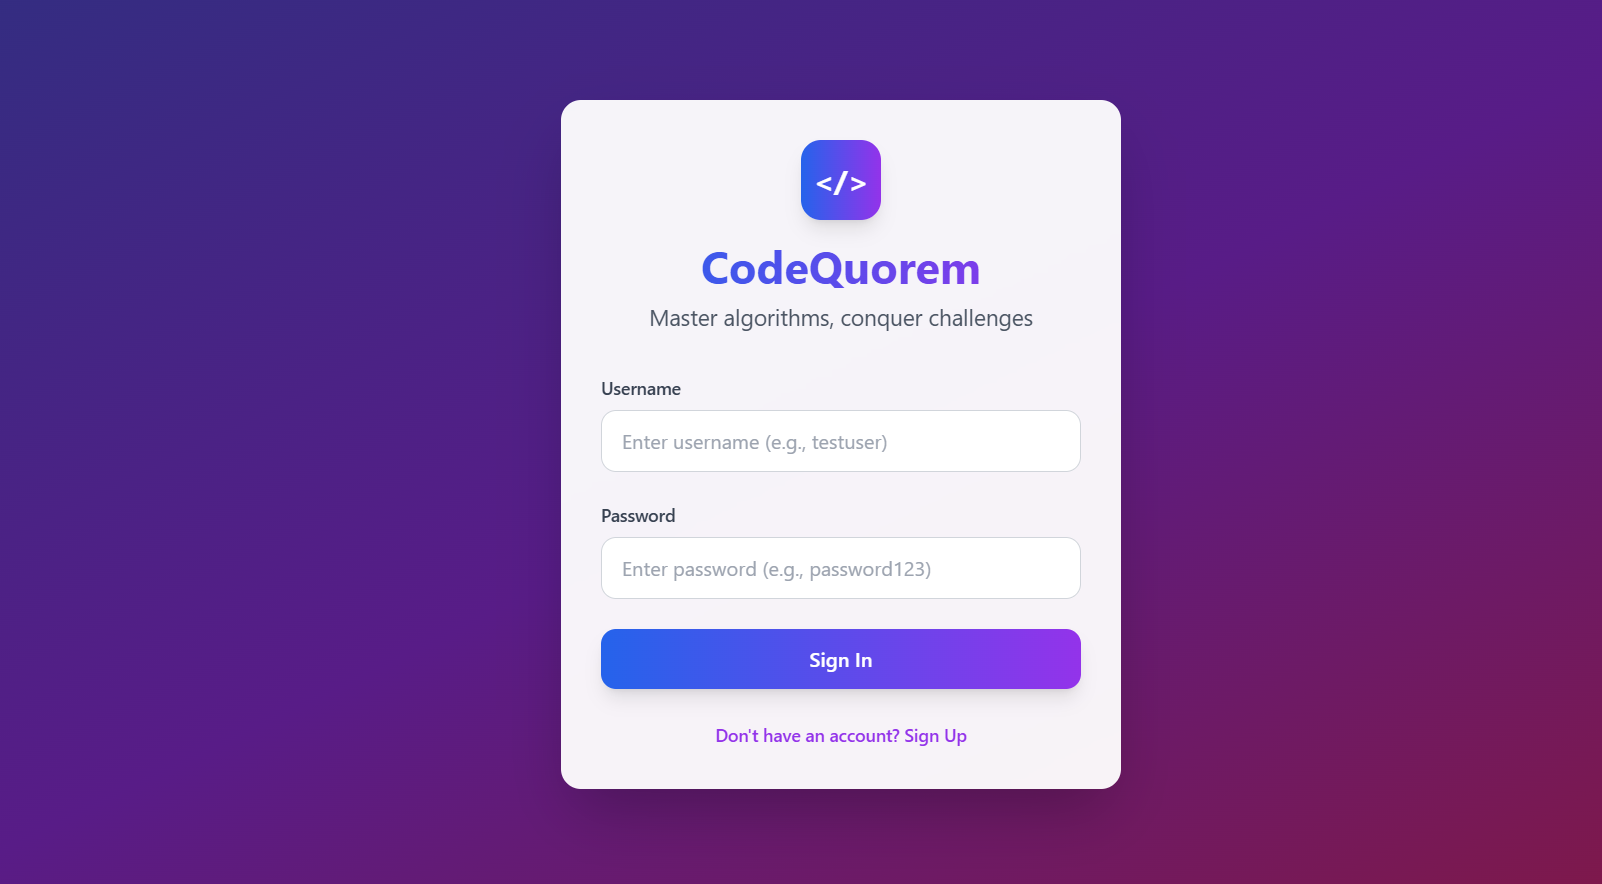 </>
CodeQuorem
Master algorithms, conquer challenges
Username
Enter username (e.g., testuser)
Password
Enter password (e.g., password123)
Sign In
Don't have an account? Sign Up